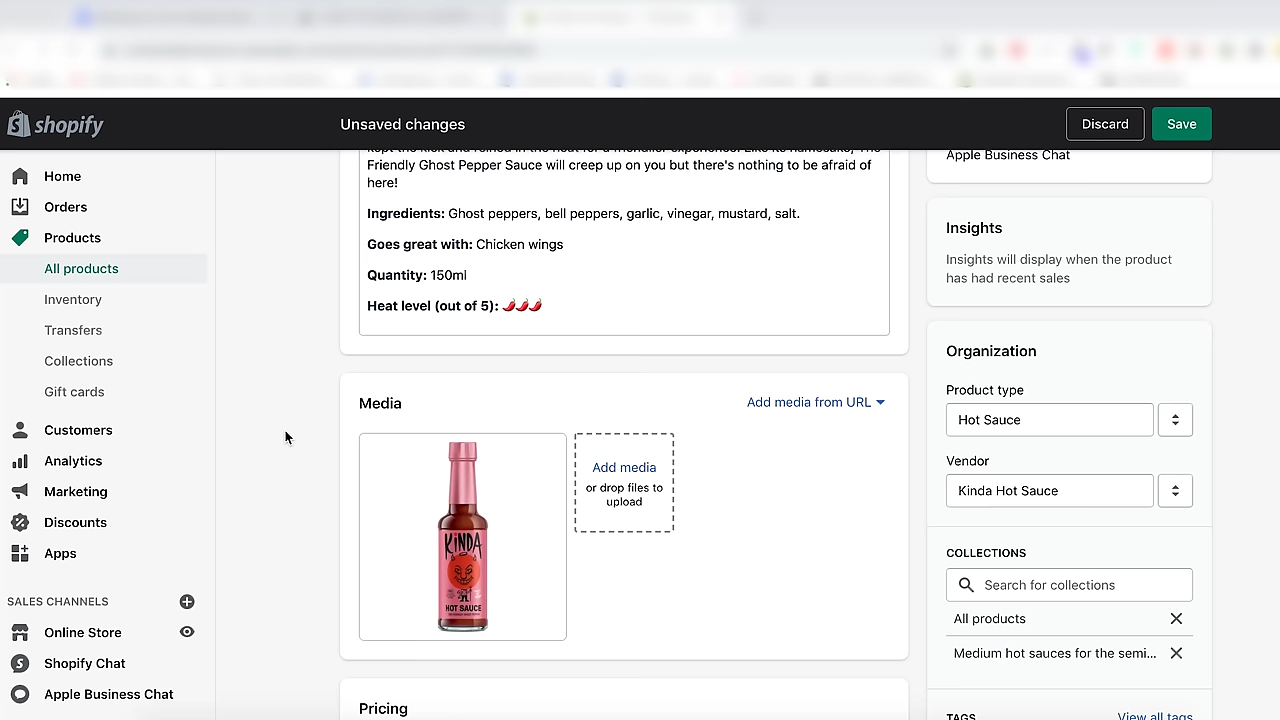 shopify
Unsaved changes
Discard
Save
Home
Orders
Products
All products
Inventory
Transfers
Collections
Gift cards
Customers
Analytics
Marketing
Discounts
Apps
SALES CHANNELS
Online Store
Shopify Chat
Apple Business Chat
Friendly Ghost Pepper Sauce will creep up on you but there's nothing to be afraid of
here!
Ingredients: Ghost peppers, bell peppers, garlic, vinegar, mustard, salt.
Goes great with: Chicken wings
Quantity: 150ml
Heat level (out of 5): 🌶️🌶️🌶️
Media
Add media from URL
KINDA
HOT SAUCE
Add media
or drop files to
upload
Pricing
Apple Business Chat
Insights
Insights will display when the product
has had recent sales
Organization
Product type
Hot Sauce
Vendor
Kinda Hot Sauce
COLLECTIONS
Search for collections
All products
Medium hot sauces for the semi...
TAGS
View all tags